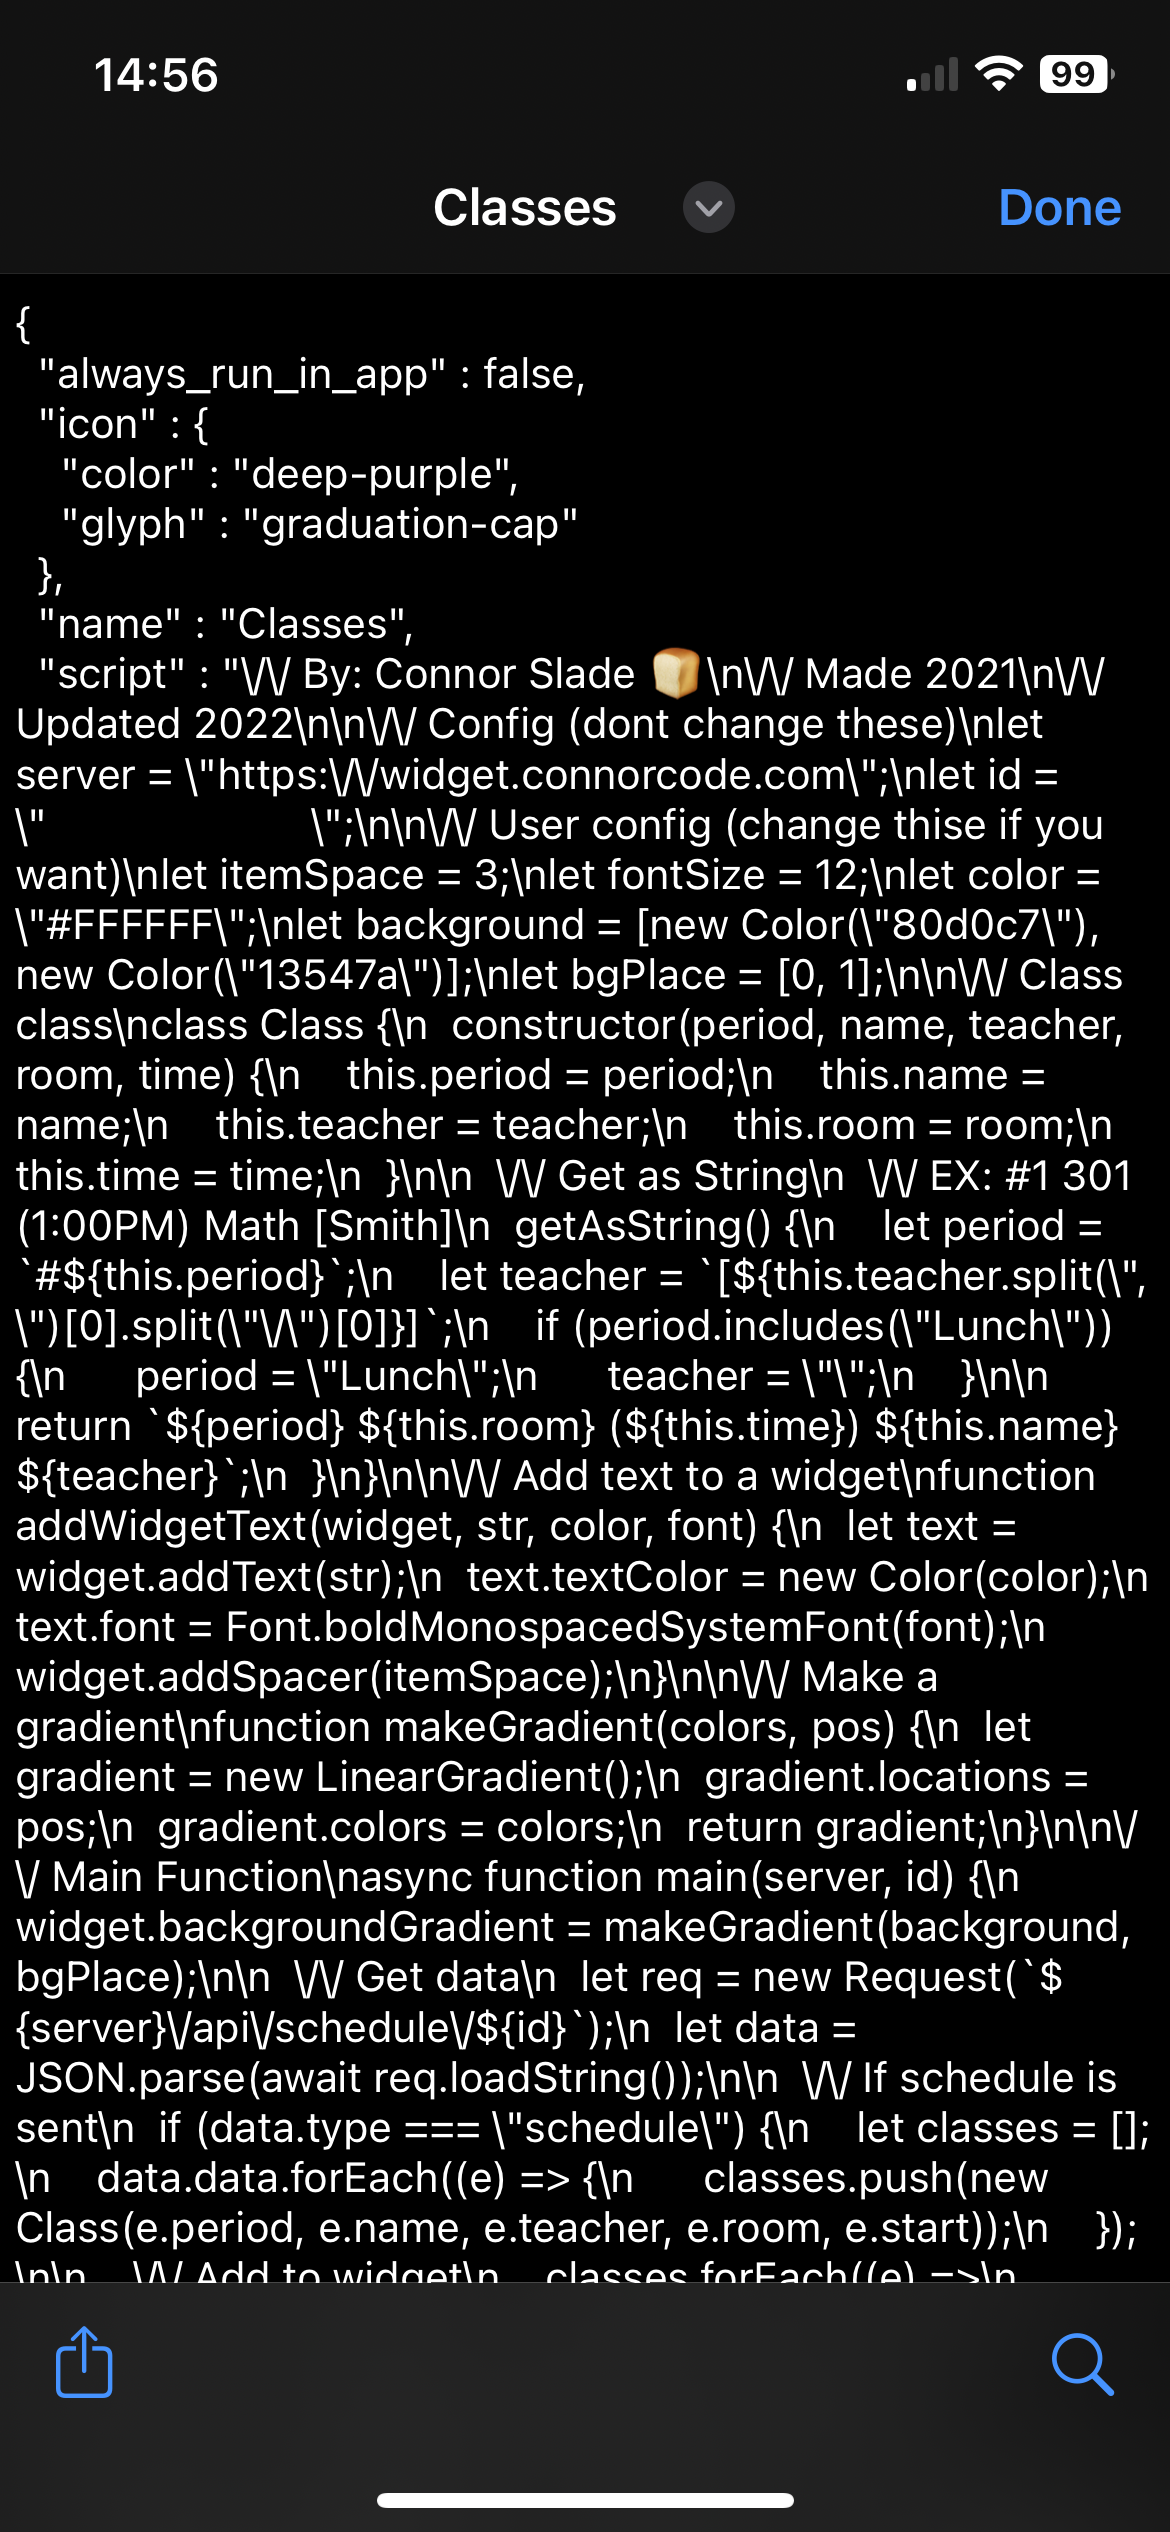 14:56
99
Classes
Done
{
"always_run_in_app" : false,
"icon" : {
"color" : "deep-purple",
"glyph" : "graduation-cap"
},
"name" : "Classes",
"script" : "\/\/ By: Connor Slade 🍞\n\/\/ Made 2021\n\/\/
Updated 2022\n\n\/\/ Config (dont change these)\nlet
server = \"https:\/\/widget.connorcode.com\";\nlet id =
\" \";\n\n\/\/ User config (change thise if you
want)\nlet itemSpace = 3;\nlet fontSize = 12;\nlet color =
\"#FFFFFF\";\nlet background = [new Color(\"80d0c7\"),
new Color(\"13547a\")];\nlet bgPlace = [0, 1];\n\n\/\/ Class
class\nclass Class {\n  constructor(period, name, teacher,
room, time) {\n    this.period = period;\n    this.name =
name;\n    this.teacher = teacher;\n    this.room = room;\n
this.time = time;\n  }\n\n  \/\/ Get as String\n  \/\/ EX: #1 301
(1:00PM) Math [Smith]\n  getAsString() {\n    let period =
`#${this.period}`;\n    let teacher = `[${this.teacher.split(\",
\")[0].split(\"\/\")[0]}]`;\n    if (period.includes(\"Lunch\"))
{\n      period = \"Lunch\";\n      teacher = \"\";\n    }\n\n
return `${period} ${this.room} (${this.time}) ${this.name}
${teacher}`;\n  }\n}\n\n\/\/ Add text to a widget\nfunction
addWidgetText(widget, str, color, font) {\n  let text =
widget.addText(str);\n  text.textColor = new Color(color);\n
text.font = Font.boldMonospacedSystemFont(font);\n
widget.addSpacer(itemSpace);\n}\n\n\/\/ Make a
gradient\nfunction makeGradient(colors, pos) {\n  let
gradient = new LinearGradient();\n  gradient.locations =
pos;\n  gradient.colors = colors;\n  return gradient;\n}\n\n\/
\/ Main Function\nasync function main(server, id) {\n
widget.backgroundGradient = makeGradient(background,
bgPlace);\n\n  \/\/ Get data\n  let req = new Request(`$
{server}\/api\/schedule\/${id}`);\n  let data =
JSON.parse(await req.loadString());\n\n  \/\/ If schedule is
sent\n  if (data.type === \"schedule\") {\n    let classes = [];
\n    data.data.forEach((e) => {\n      classes.push(new
Class(e.period, e.name, e.teacher, e.room, e.start));\n    });
\n\n    \/\/ Add to widget\n    classes.forEach((e) =>\n